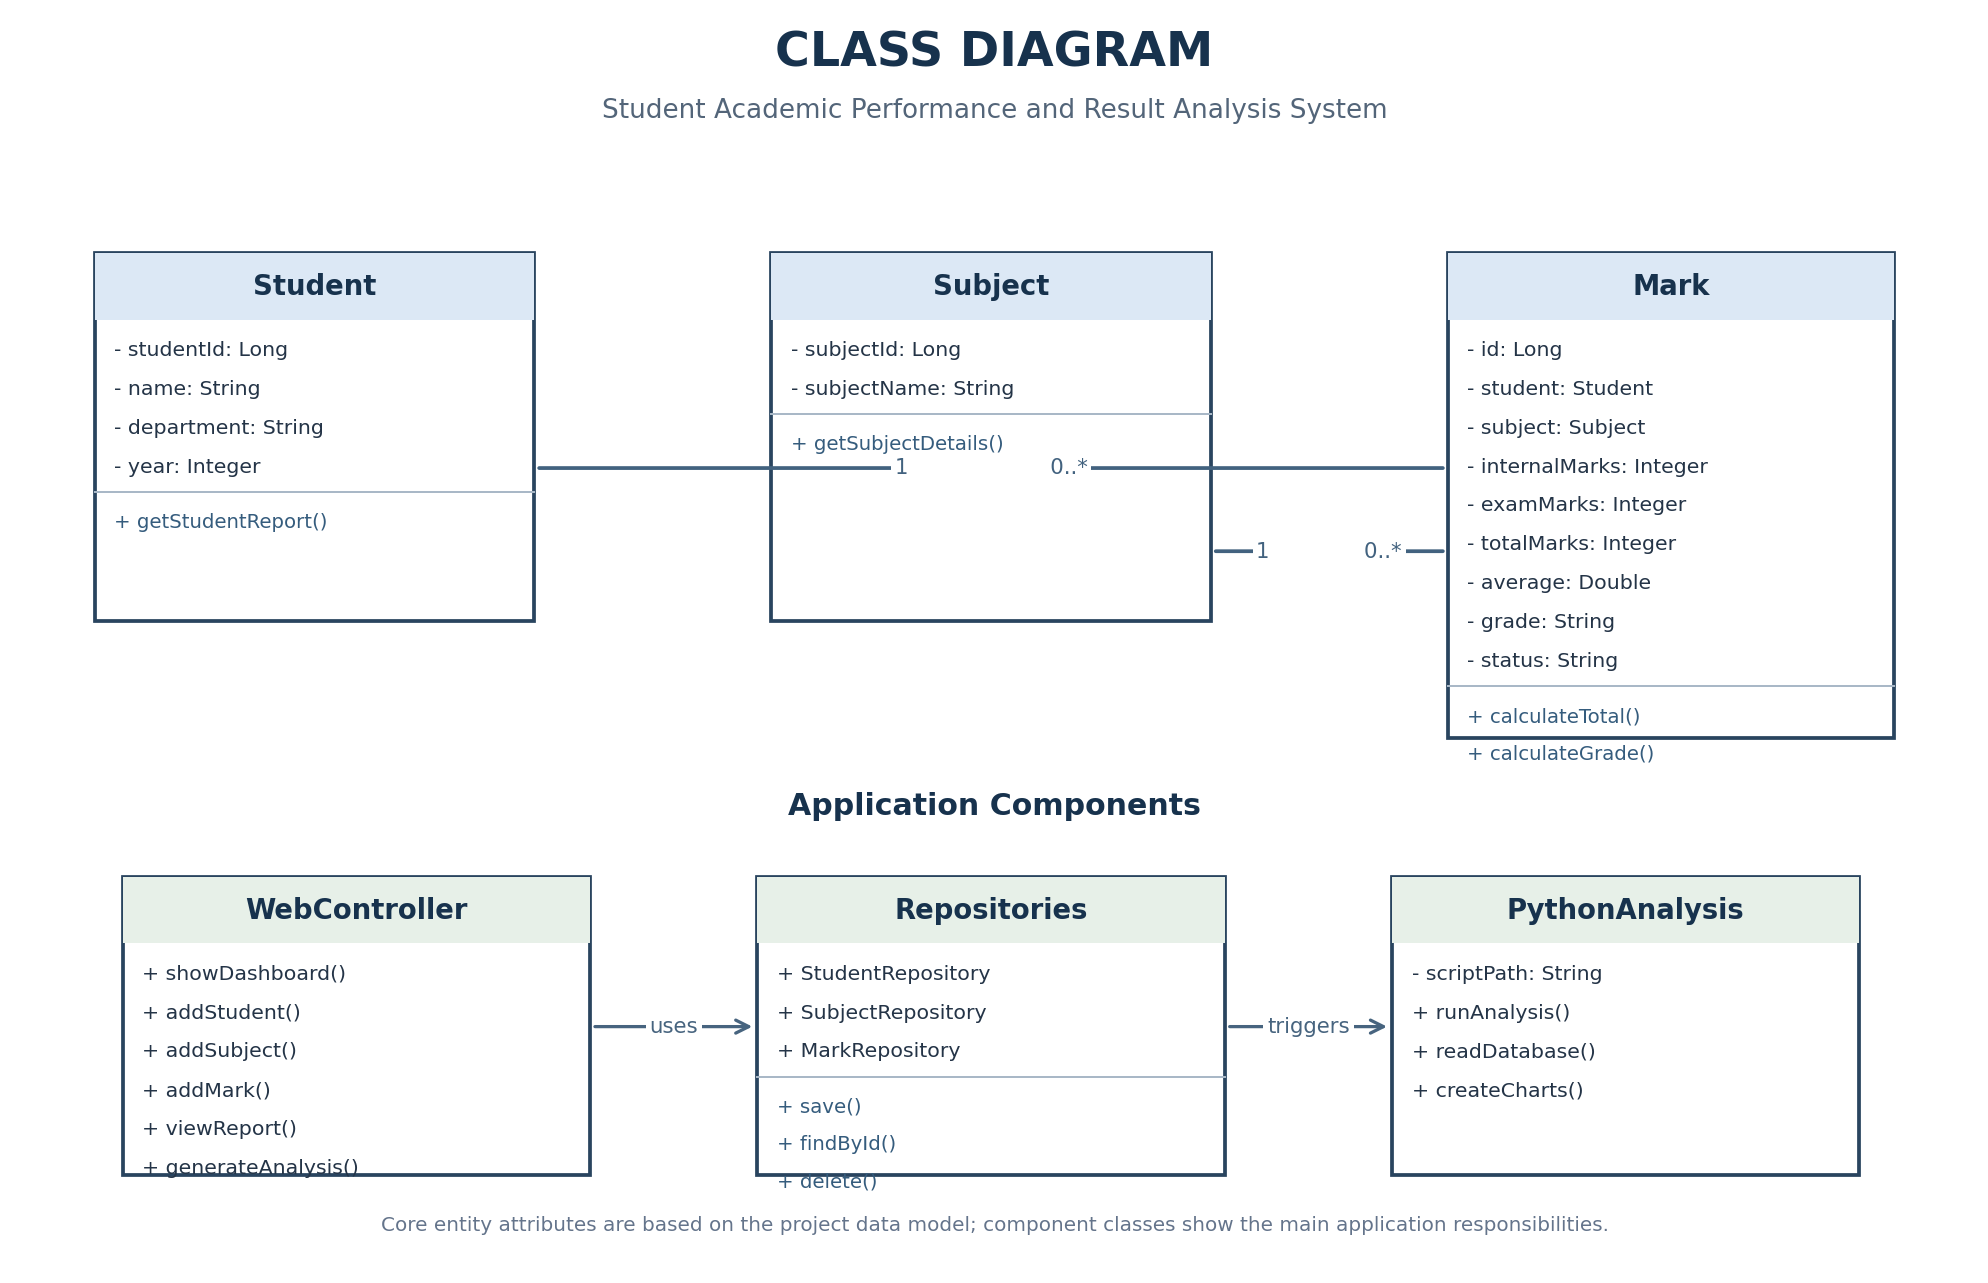 CLASS DIAGRAM
Student Academic Performance and Result Analysis System
Student
- studentId: Long
- name: String
- department: String
- year: Integer
+ getStudentReport()
Subject
- subjectId: Long
- subjectName: String
+ getSubjectDetails()
1
0..*
1
0..*
Mark
- id: Long
- student: Student
- subject: Subject
- internalMarks: Integer
- examMarks: Integer
- totalMarks: Integer
- average: Double
- grade: String
- status: String
+ calculateTotal()
+ calculateGrade()
Application Components
WebController
+ showDashboard()
+ addStudent()
+ addSubject()
+ addMark()
+ viewReport()
+ generateAnalysis()
uses
Repositories
+ StudentRepository
+ SubjectRepository
+ MarkRepository
+ save()
+ findById()
+ delete()
triggers
PythonAnalysis
- scriptPath: String
+ runAnalysis()
+ readDatabase()
+ createCharts()
Core entity attributes are based on the project data model; component classes show the main application responsibilities.